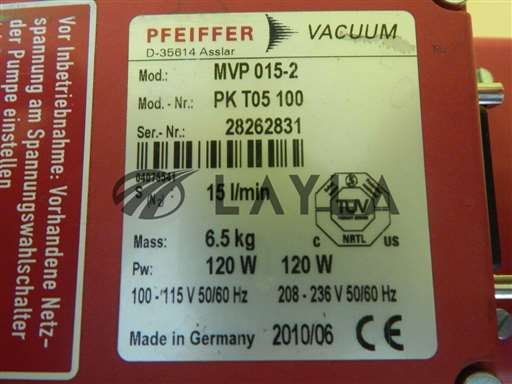 PFEIFFER VACUUM
D-35614 Asslar
Mod.: MVP 015-2
Mod.-Nr.: PK T05 100
Ser.-Nr.: 28262831
04075541
S (N2) 15 l/min
LAYLA
TÜV
C NRTL US
Mass: 6.5 kg
Pw: 120 W 120 W
100 - 115 V 50/60 Hz 208 - 236 V 50/60 Hz
Made in Germany 2010/06 CE
Vor Inbetriebnahme: Vorhandene Netz-
spannung am Spannungswahlschalter
der Pumpe einstellen